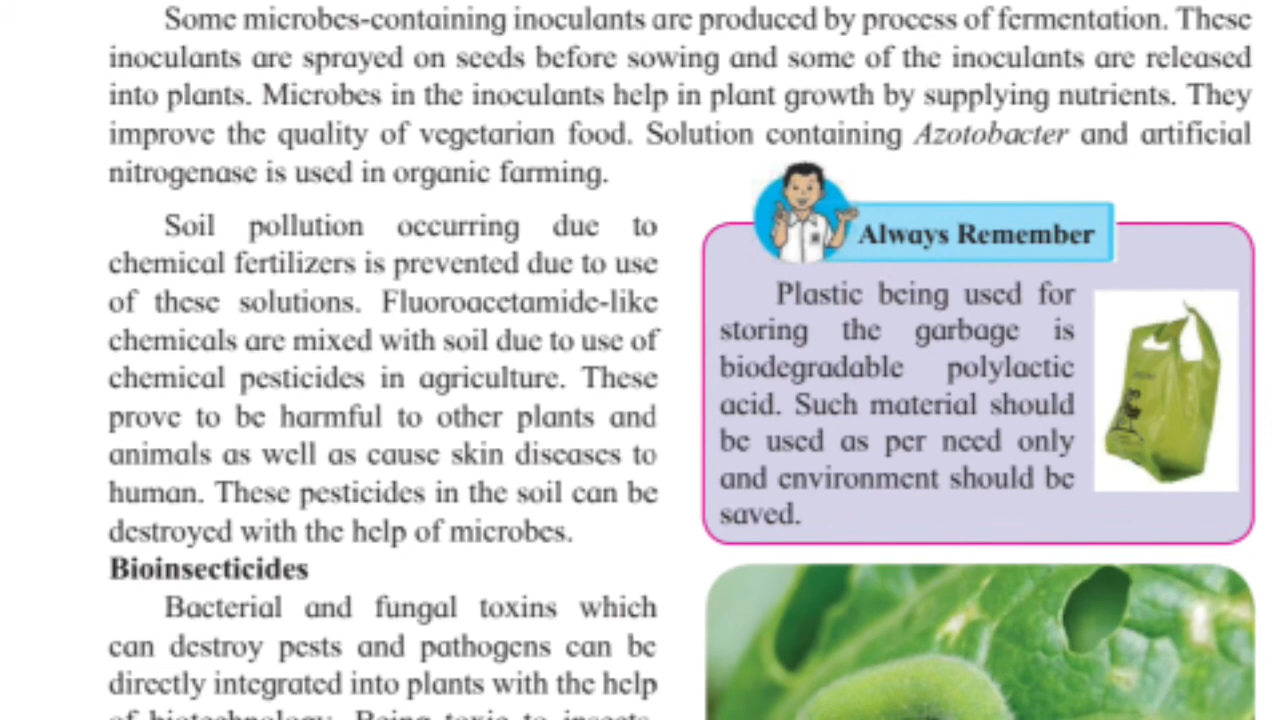 Some microbes-containing inoculants are produced by process of fermentation. These
inoculants are sprayed on seeds before sowing and some of the inoculants are released
into plants. Microbes in the inoculants help in plant growth by supplying nutrients. They
improve the quality of vegetarian food. Solution containing Azotobacter and artificial
nitrogenase is used in organic farming.
Soil pollution occurring due to
chemical fertilizers is prevented due to use
of these solutions. Fluoroacetamide-like
chemicals are mixed with soil due to use of
chemical pesticides in agriculture. These
prove to be harmful to other plants and
animals as well as cause skin diseases to
human. These pesticides in the soil can be
destroyed with the help of microbes.
Bioinsecticides
Bacterial and fungal toxins which
can destroy pests and pathogens can be
directly integrated into plants with the help
of biotechnology. Being toxic to insects,
Always Remember
Plastic being used for
storing the garbage is
biodegradable polylactic
acid. Such material should
be used as per need only
and environment should be
saved.